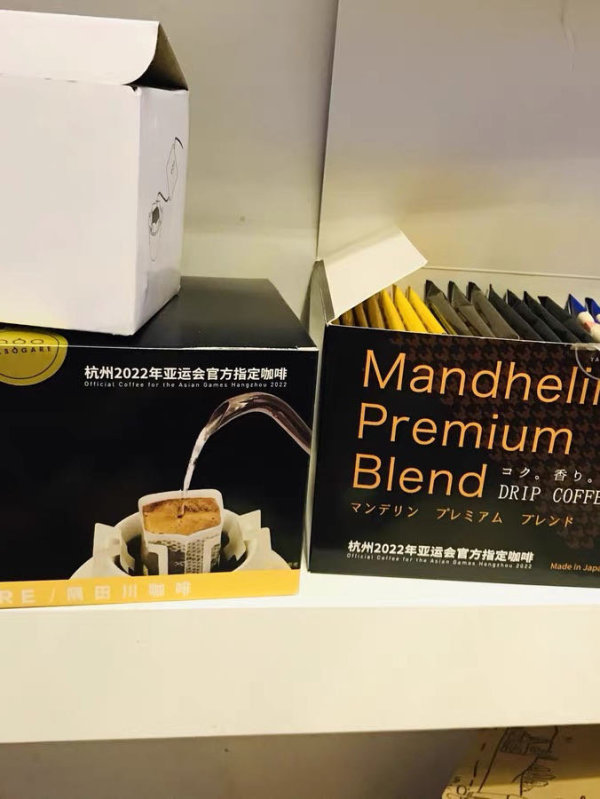 SŌGARE
杭州2022年亚运会官方指定咖啡
Official Coffee for the Asian Games Hangzhou 2022
RE / 隅田川咖啡
Mandheli
Premium
Blend
コク。香り。
DRIP COFFE
マンデリン プレミアム ブレンド
杭州2022年亚运会官方指定咖啡
Official Coffee for the Asian Games Hangzhou 2022
Made in Japa